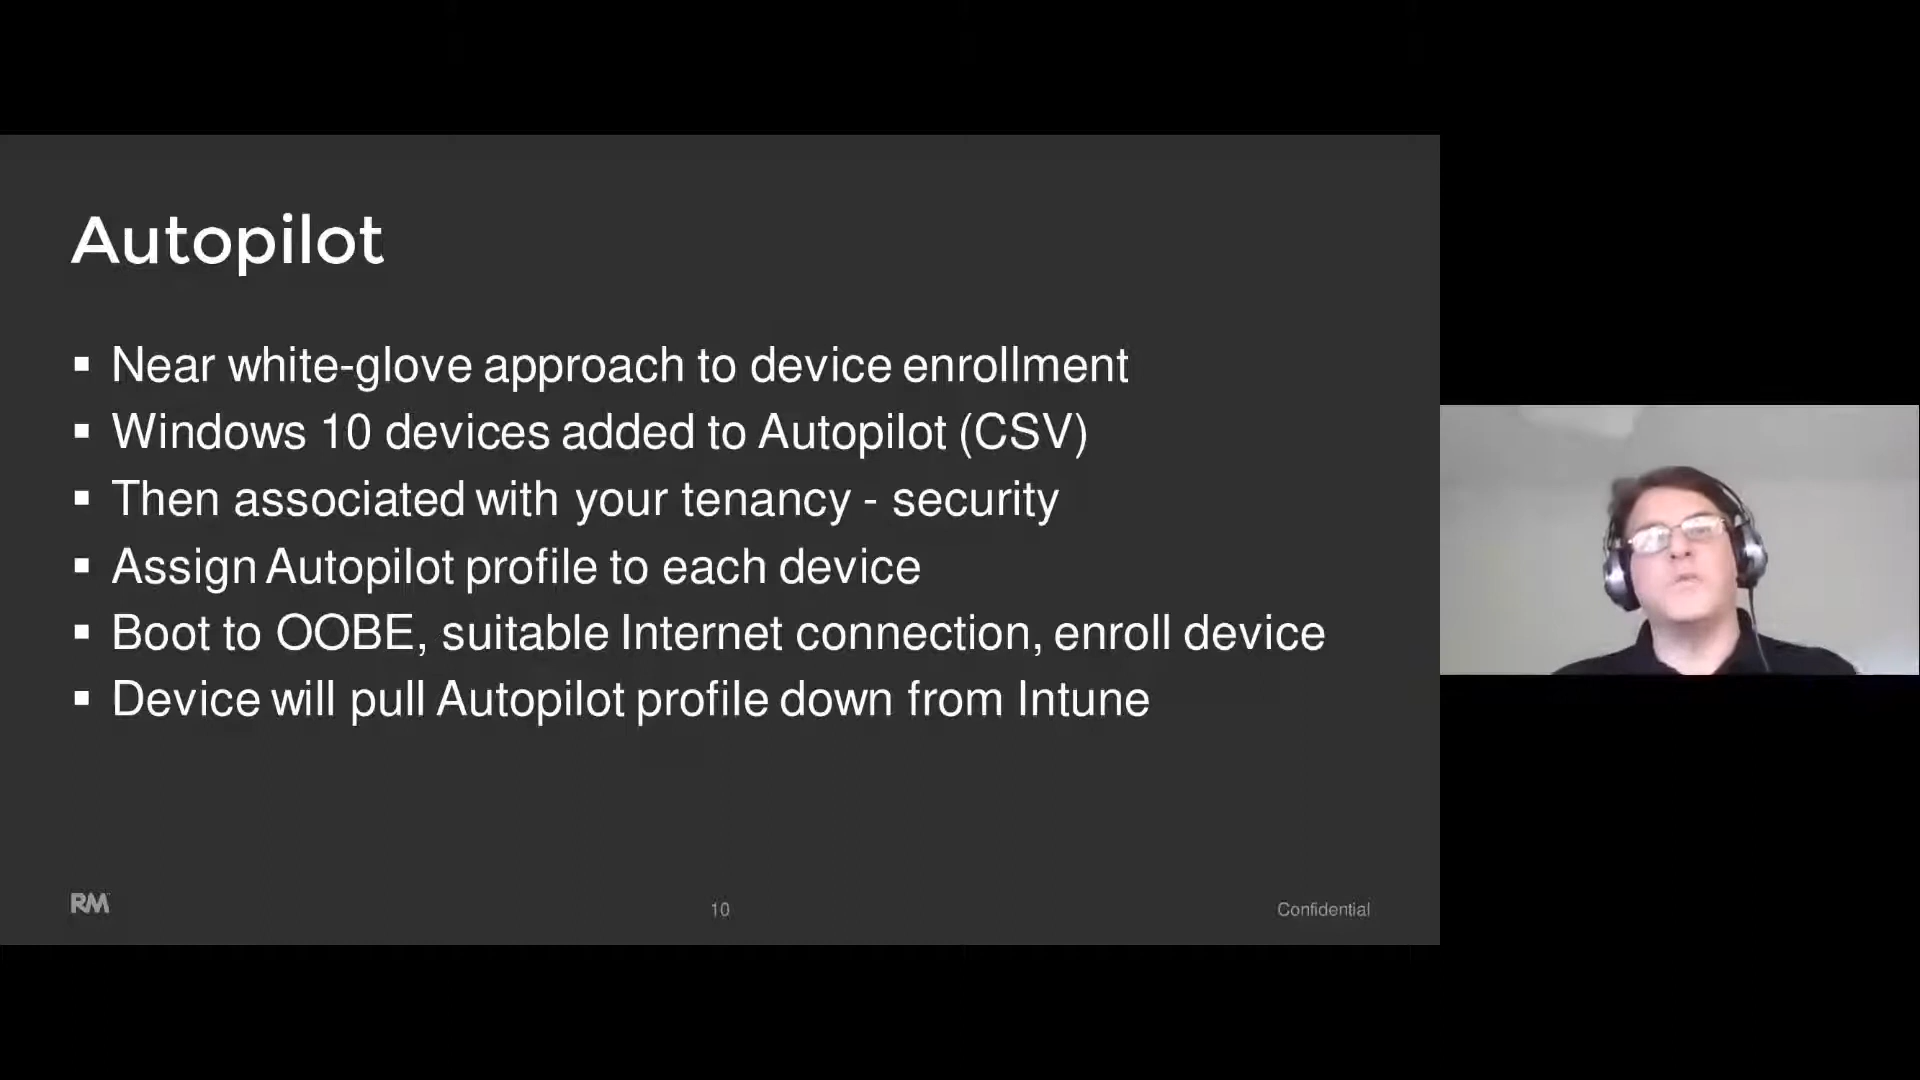 Autopilot
▪ Near white-glove approach to device enrollment
▪ Windows 10 devices added to Autopilot (CSV)
▪ Then associated with your tenancy - security
▪ Assign Autopilot profile to each device
▪ Boot to OOBE, suitable Internet connection, enroll device
▪ Device will pull Autopilot profile down from Intune
RM
10
Confidential